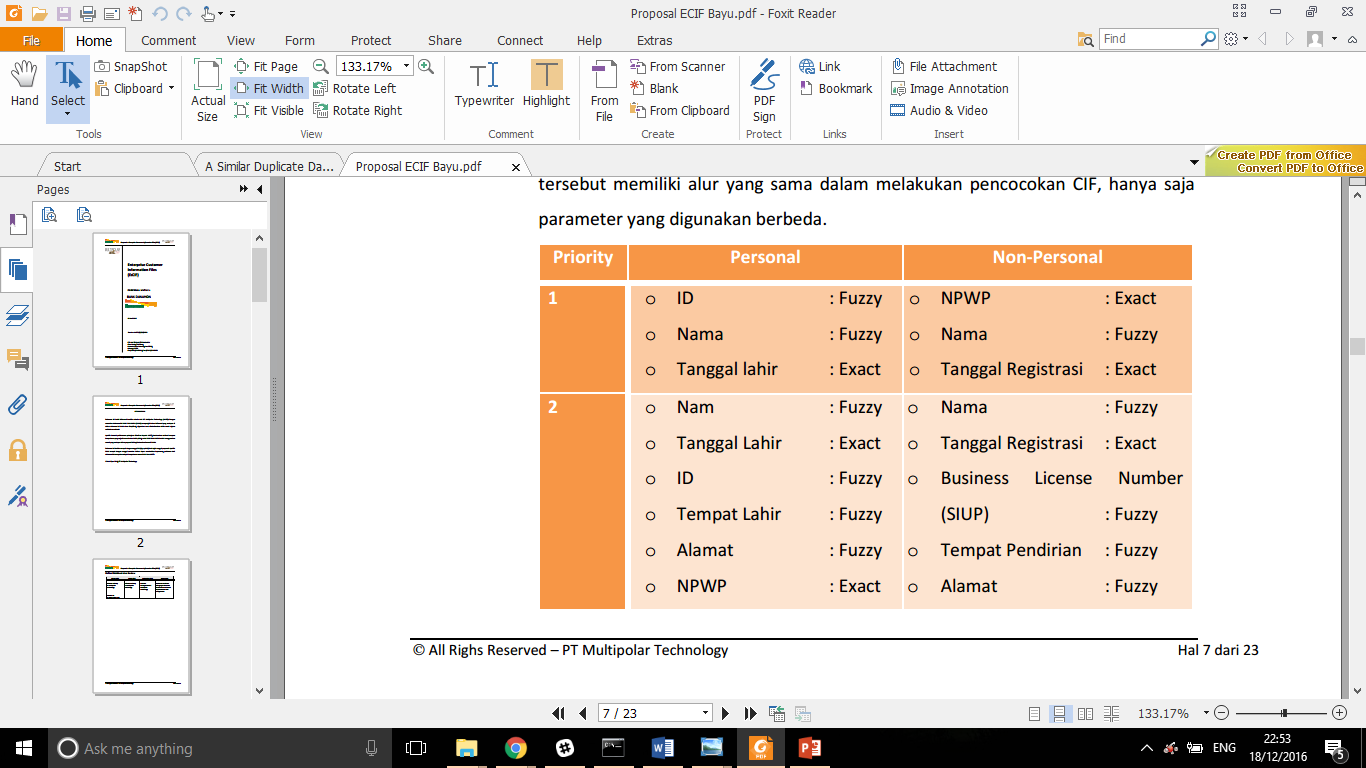 Proposal ECIF Bayu.pdf - Foxit Reader
File Home Comment View Form Protect Share Connect Help Extras Find
Hand Select SnapShot Clipboard Actual Size Fit Page Fit Width Fit Visible 133.17% Rotate Left Rotate Right Typewriter Highlight From File From Scanner Blank From Clipboard PDF Sign Link Bookmark File Attachment Image Annotation Audio & Video
Tools View Comment Create Protect Links Insert
Start A Similar Duplicate Da... Proposal ECIF Bayu.pdf Create PDF from Office
Convert PDF to Office
Pages
Enterprise Customer
Information Files
(ECIF)
1
2
tersebut memiliki alur yang sama dalam melakukan pencocokan CIF, hanya saja
parameter yang digunakan berbeda.
Priority Personal Non-Personal
1 o ID : Fuzzy o NPWP : Exact
o Nama : Fuzzy o Nama : Fuzzy
o Tanggal lahir : Exact o Tanggal Registrasi : Exact
2 o Nam : Fuzzy o Nama : Fuzzy
o Tanggal Lahir : Exact o Tanggal Registrasi : Exact
o ID : Fuzzy o Business License Number
o Tempat Lahir : Fuzzy (SIUP) : Fuzzy
o Alamat : Fuzzy o Tempat Pendirian : Fuzzy
o NPWP : Exact o Alamat : Fuzzy
© All Righs Reserved – PT Multipolar Technology Hal 7 dari 23
7 / 23 133.17%
Ask me anything ENG 22:53
18/12/2016 5